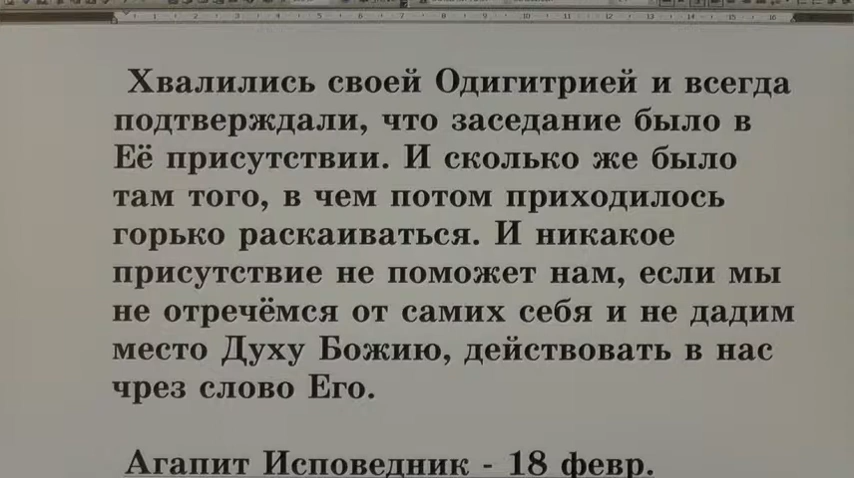 Хвалились своей Одигитрией и всегда
подтверждали, что заседание было в
Её присутствии. И сколько же было
там того, в чем потом приходилось
горько раскаиваться. И никакое
присутствие не поможет нам, если мы
не отречёмся от самих себя и не дадим
место Духу Божию, действовать в нас
чрез слово Его.
Агапит Исповедник - 18 февр.